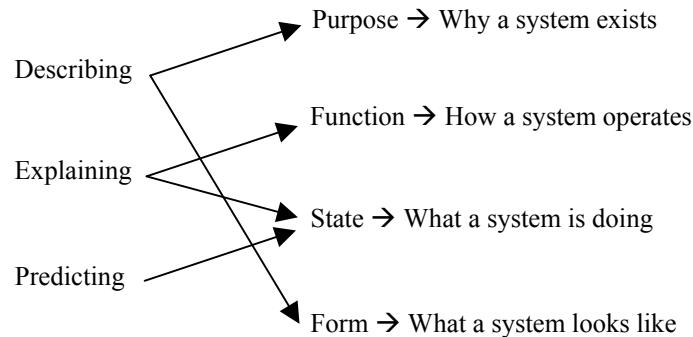 Purpose → Why a system exists
Describing
Function → How a system operates
Explaining
State → What a system is doing
Predicting
Form → What a system looks like